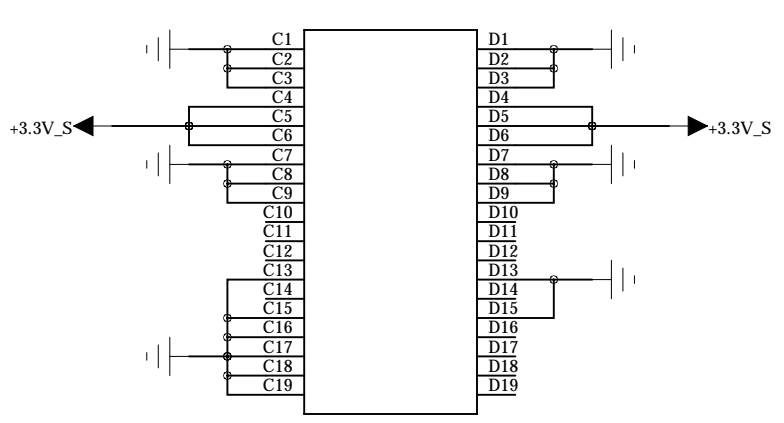 C1 D1
C2 D2
C3 D3
C4 D4
+3.3V_S C5 D5 +3.3V_S
C6 D6
C7 D7
C8 D8
C9 D9
C10 D10
C11 D11
C12 D12
C13 D13
C14 D14
C15 D15
C16 D16
C17 D17
C18 D18
C19 D19